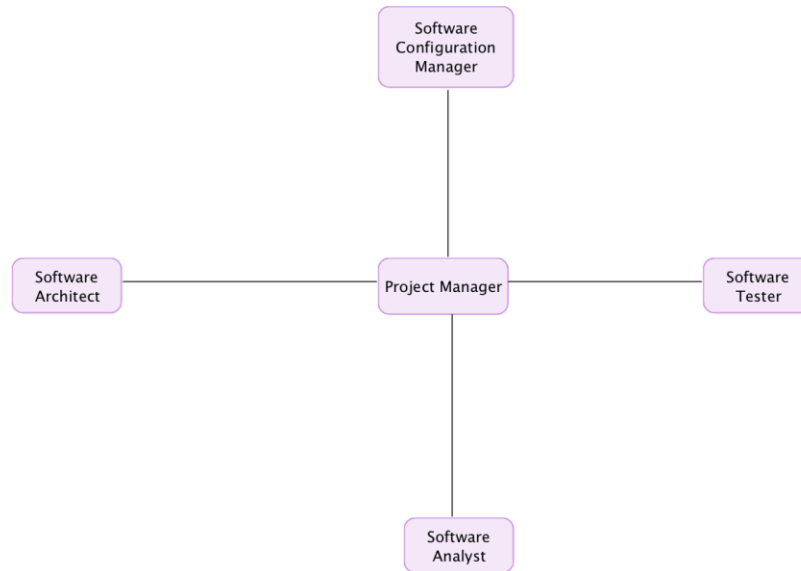 Software
Configuration
Manager
Software
Architect
Project Manager
Software
Tester
Software
Analyst